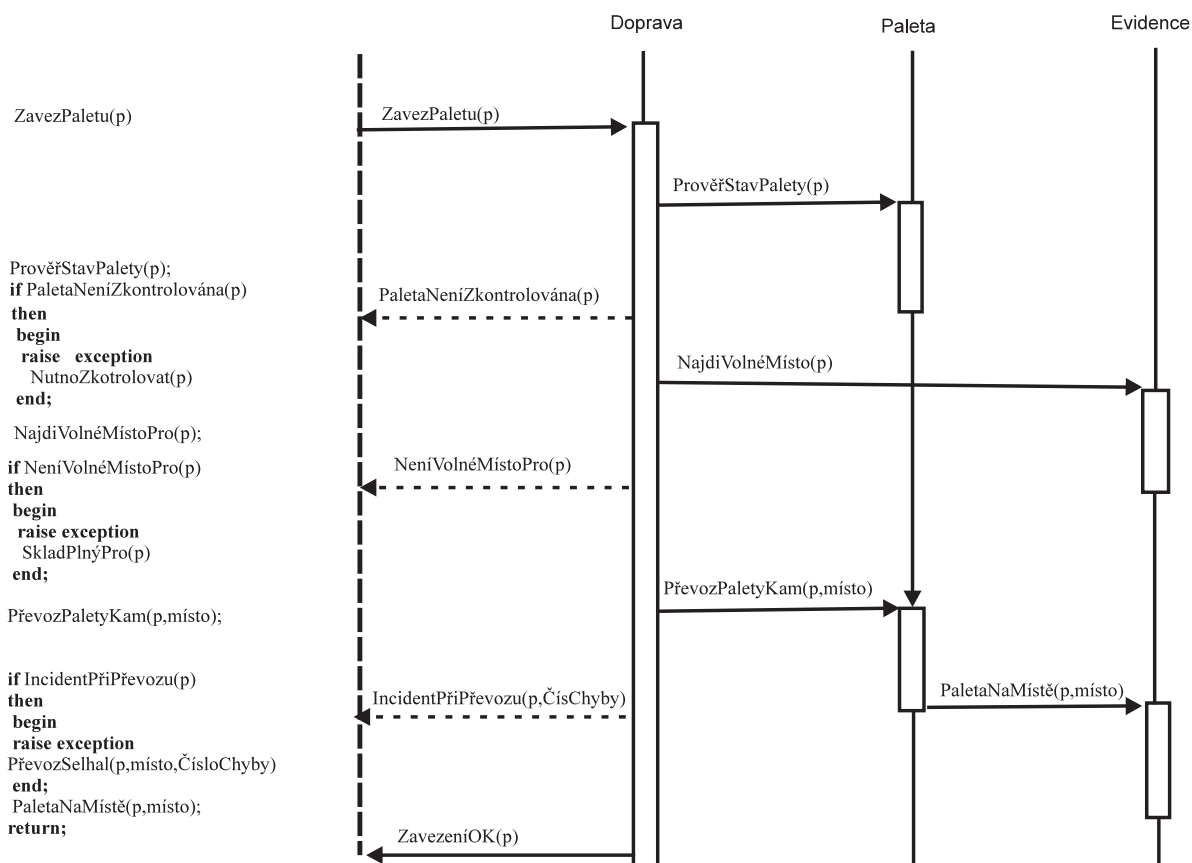 Doprava
Paleta
Evidence
ZavezPaletu(p)
ZavezPaletu(p)
PrověřStavPalety(p)
PrověřStavPalety(p);
if PaletaNeníZkontrolována(p)
then
begin
raise exception
NutnoZkotrolovat(p)
end;
PaletaNeníZkontrolována(p)
NajdiVolnéMísto(p)
NajdiVolnéMístoPro(p);
if NeníVolnéMístoPro(p)
then
begin
raise exception
SkladPlnýPro(p)
end;
NeníVolnéMístoPro(p)
PřevozPaletyKam(p,místo)
PřevozPaletyKam(p,místo);
if IncidentPřiPřevozu(p)
then
begin
raise exception
PřevozSelhal(p,místo,ČísloChyby)
end;
PaletaNaMístě(p,místo);
return;
IncidentPřiPřevozu(p,ČísChyby)
PaletaNaMístě(p,místo)
ZavezeníOK(p)